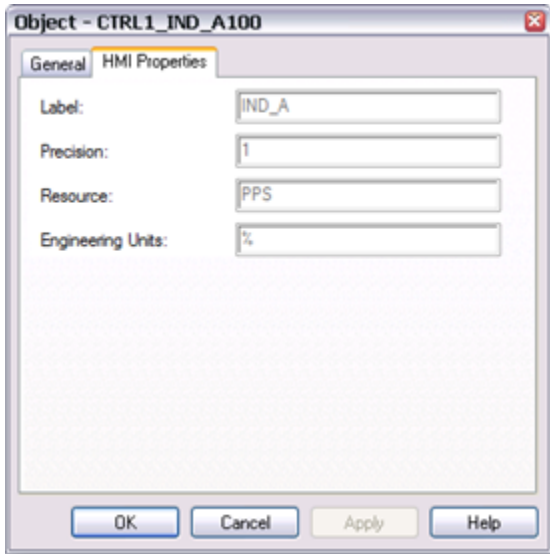 Object - CTRL1_IND_A100
General HMI Properties
Label: IND_A
Precision: 1
Resource: PPS
Engineering Units: %
OK Cancel Apply Help